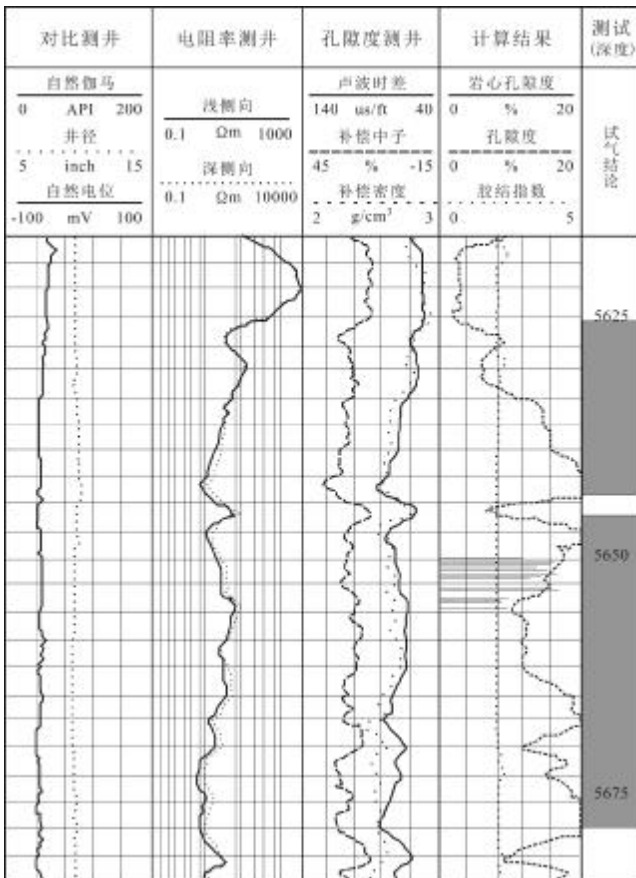 对比测井 电阻率测井 孔隙度测井 计算结果 测试
(深度)
自然伽马
0 API 200
井径
5 inch 15
自然电位
-100 mV 100
浅侧向
0.1 Ωm 1000
深侧向
0.1 Ωm 10000
声波时差
140 us/ft 40
补偿中子
45 % -15
补偿密度
2 g/cm³ 3
岩心孔隙度
0 % 20
孔隙度
0 % 20
胶结指数
0 5
试气结论
5625
5650
5675